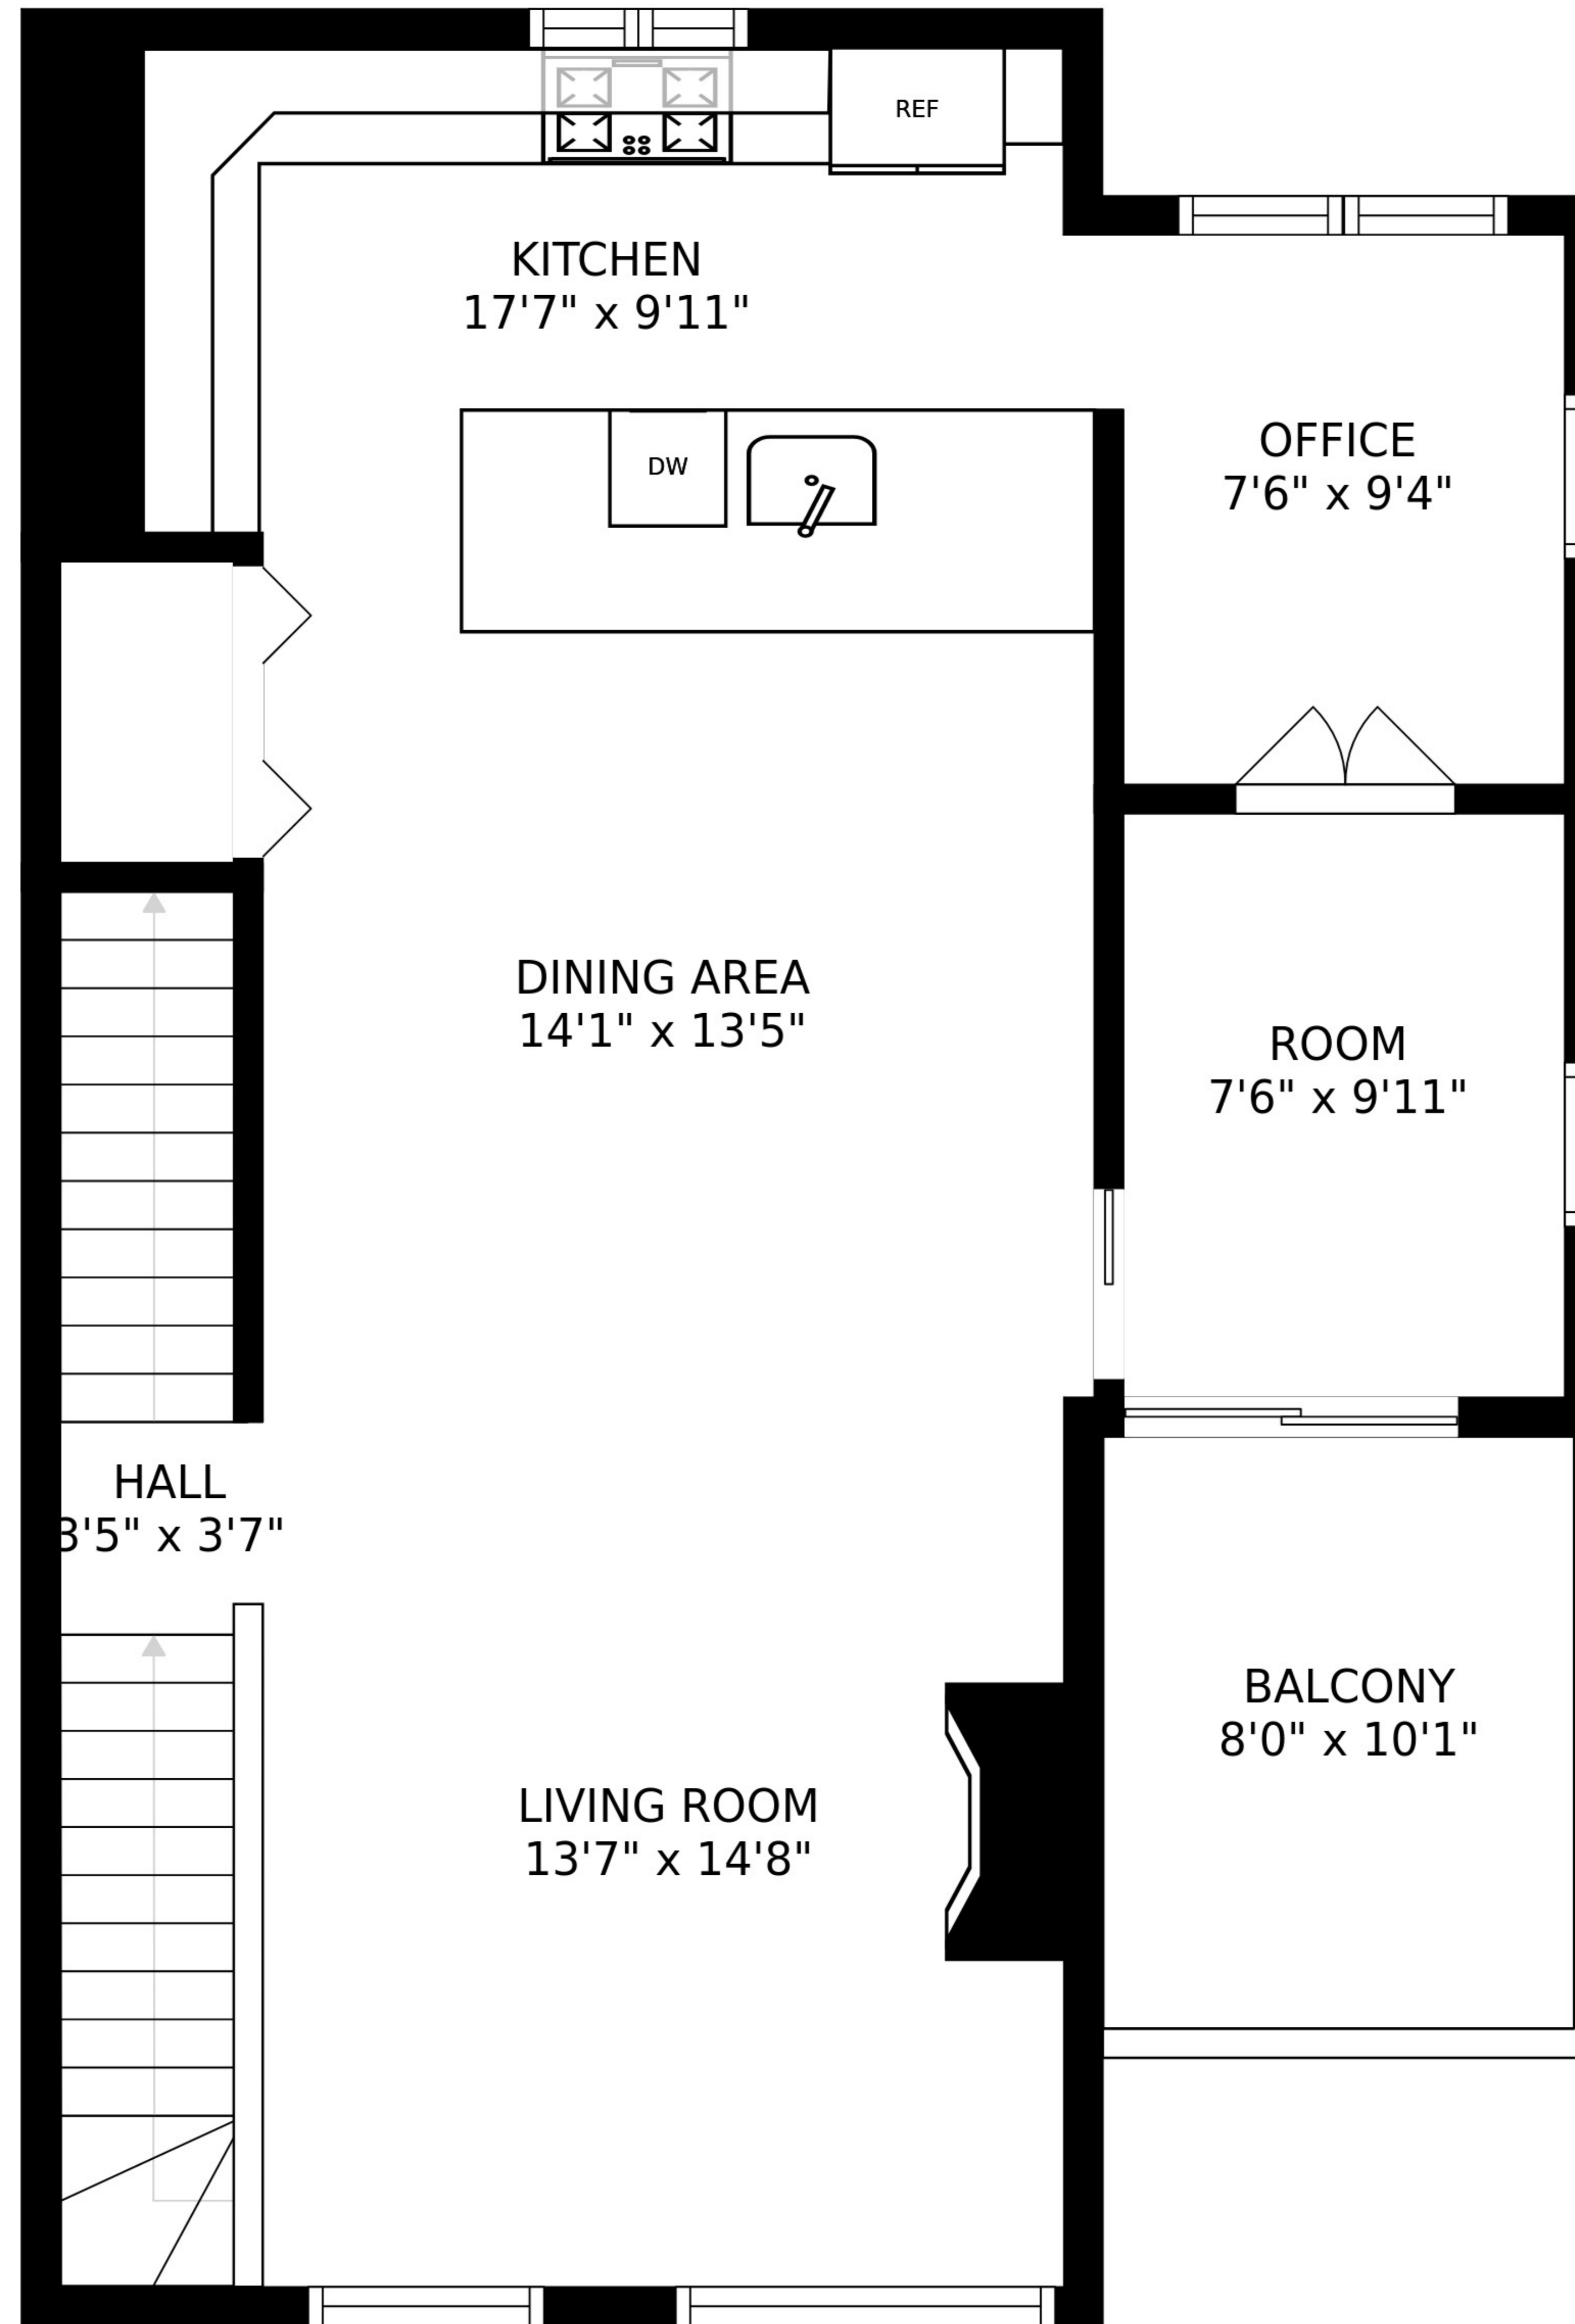 REF
KITCHEN
17'7" x 9'11"
OFFICE
7'6" x 9'4"
DW
DINING AREA
14'1" x 13'5"
ROOM
7'6" x 9'11"
HALL
3'5" x 3'7"
BALCONY
8'0" x 10'1"
LIVING ROOM
13'7" x 14'8"